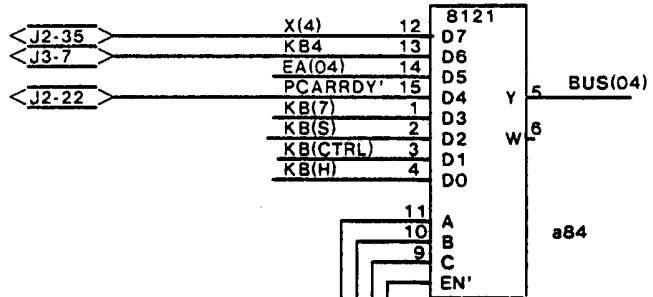 8121
J2-35 X(4) 12 D7
J3-7 KB4 13 D6
EA(04) 14 D5
J2-22 PCARRDY' 15 D4 Y 5 BUS(04)
KB(7) 1 D3
KB(S) 2 D2 W 6
KB(CTRL) 3 D1
KB(H) 4 D0
11 A a84
10 B
9 C
EN'